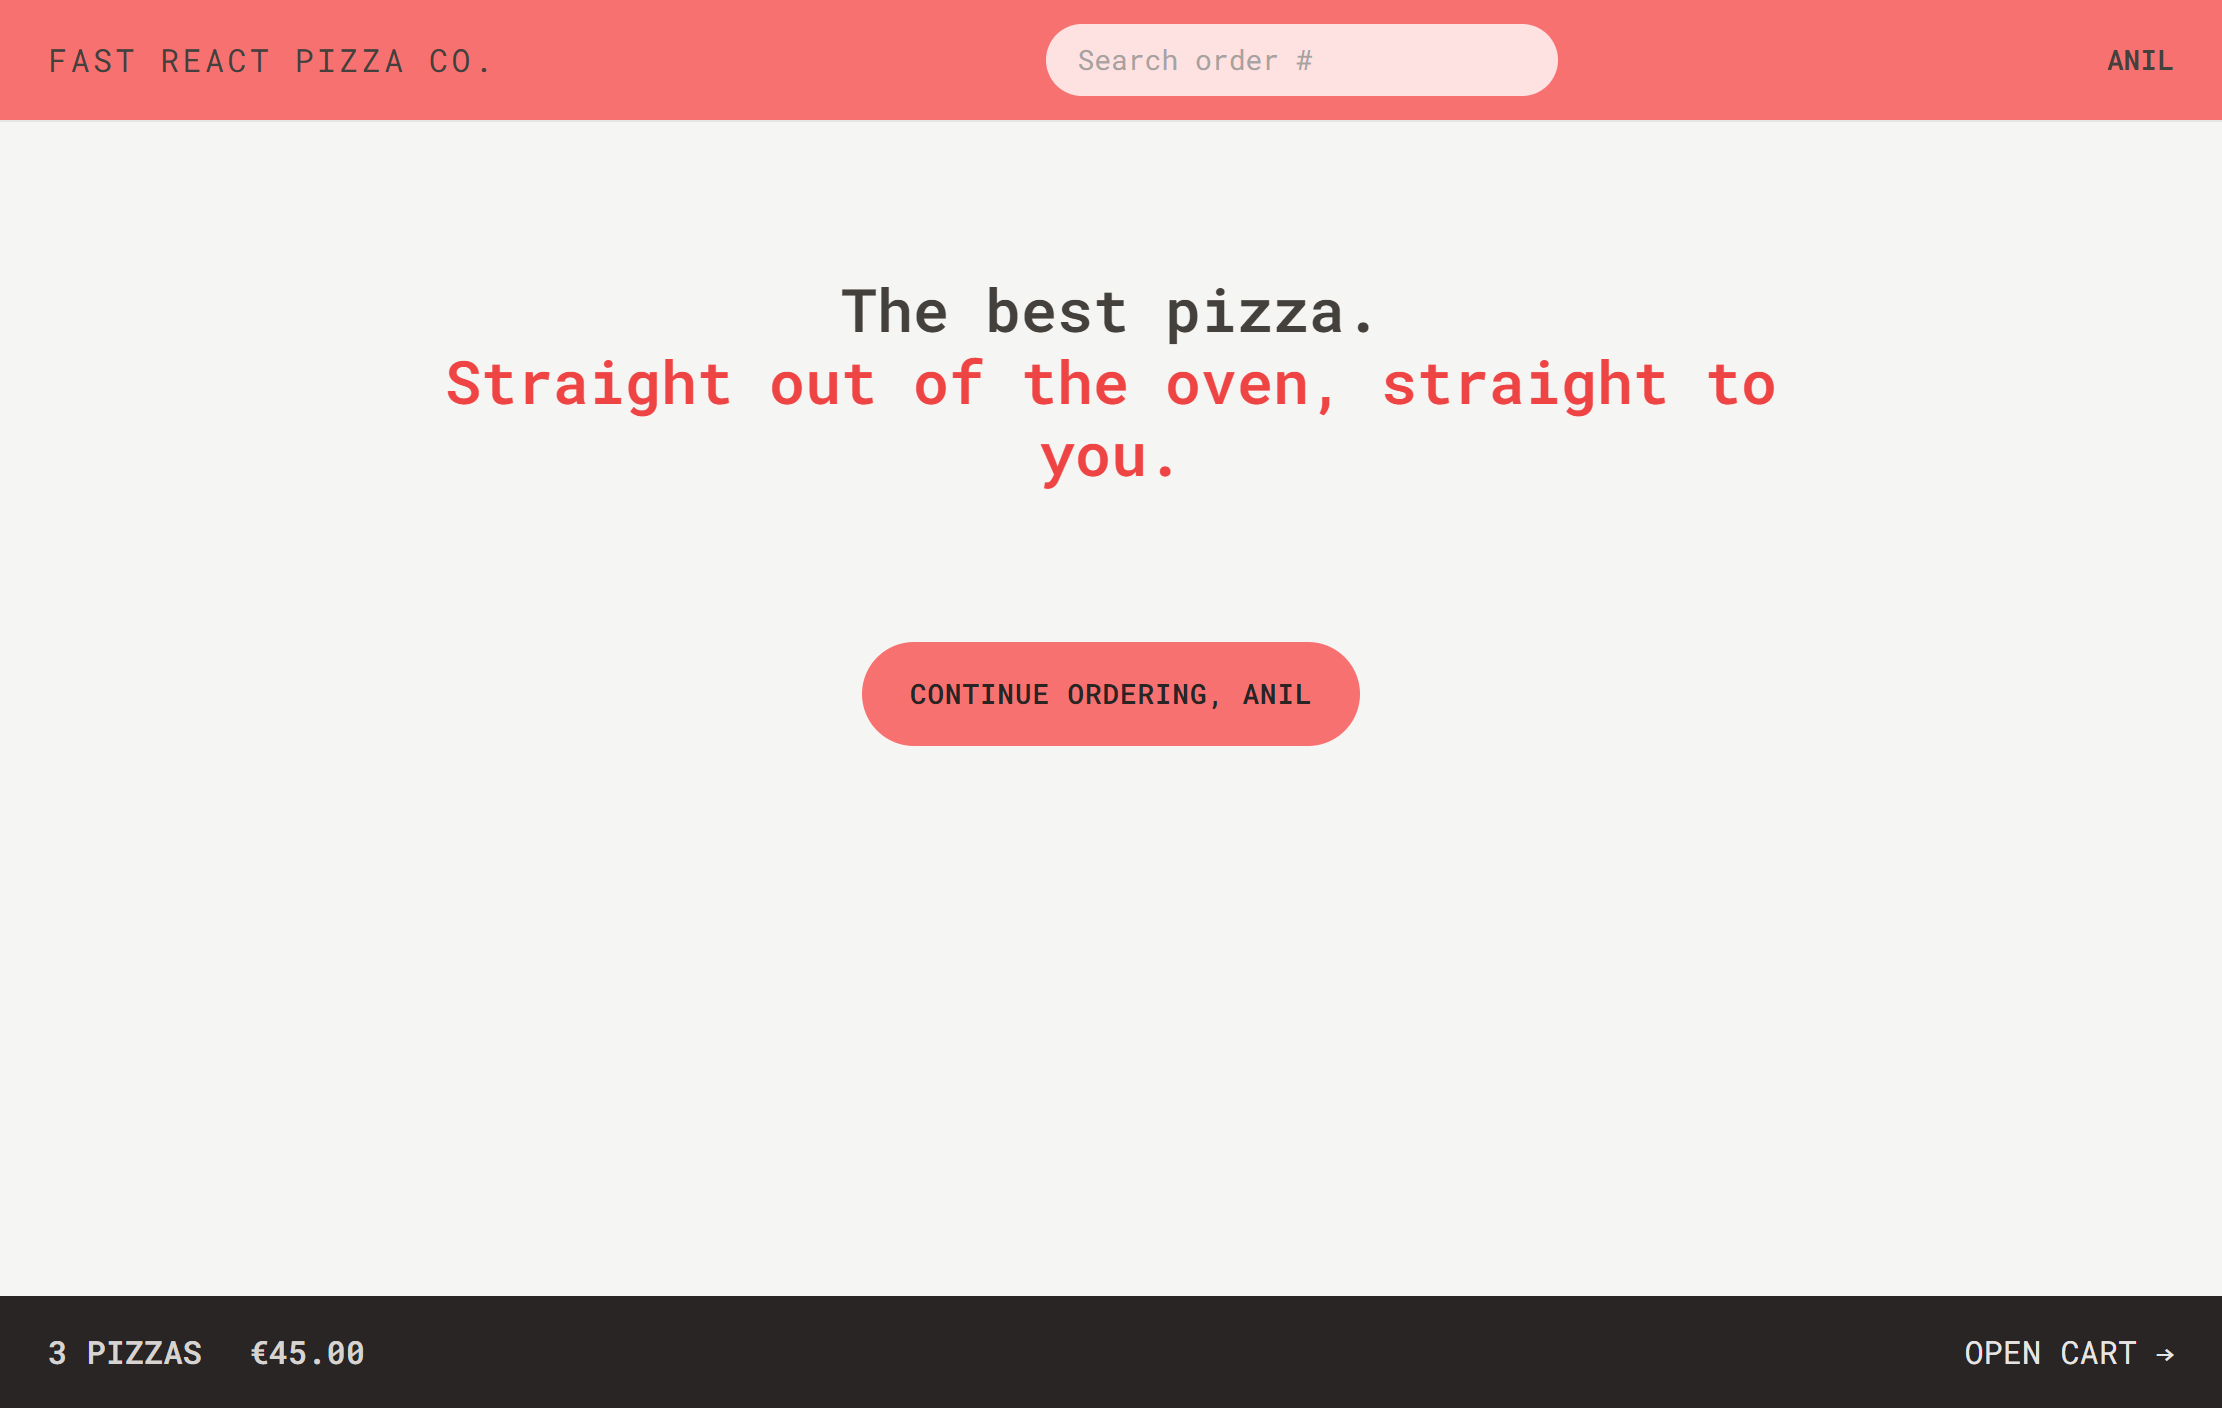 FAST REACT PIZZA CO.
Search order #
ANIL
The best pizza.
Straight out of the oven, straight to
you.
CONTINUE ORDERING, ANIL
3 PIZZAS €45.00
OPEN CART →